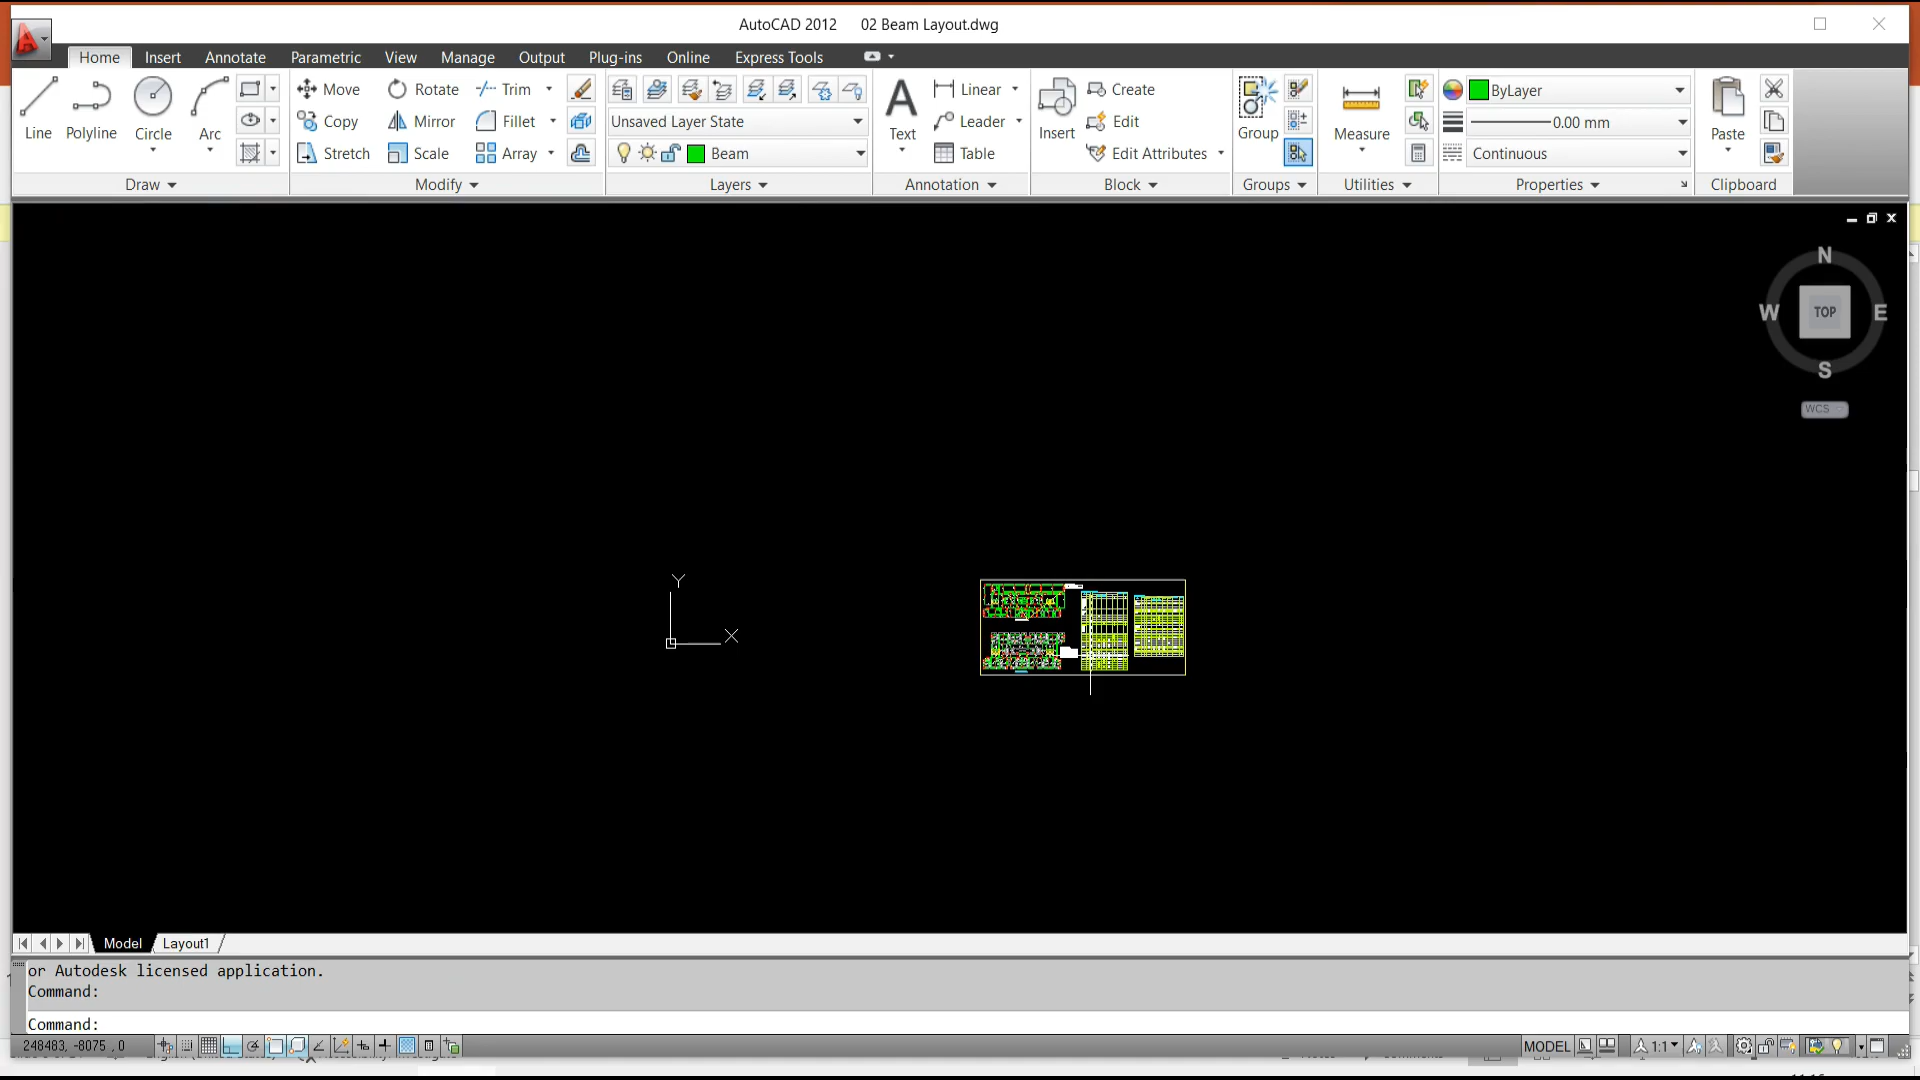 AutoCAD 2012 02 Beam Layout.dwg
Home Insert Annotate Parametric View Manage Output Plug-ins Online Express Tools
Line Polyline Circle Arc
Move Rotate Trim
Copy Mirror Fillet
Stretch Scale Array
Unsaved Layer State
Beam
Text Linear
Leader
Table
Insert Create
Edit
Edit Attributes
Group
Measure
ByLayer
0.00 mm
Continuous
Paste
Draw Modify Layers Annotation Block Groups Utilities Properties Clipboard
N
W TOP E
S
WCS
Y
X
Model Layout1
or Autodesk licensed application.
Command:
Command:
248483, -8075 , 0 MODEL 1:1